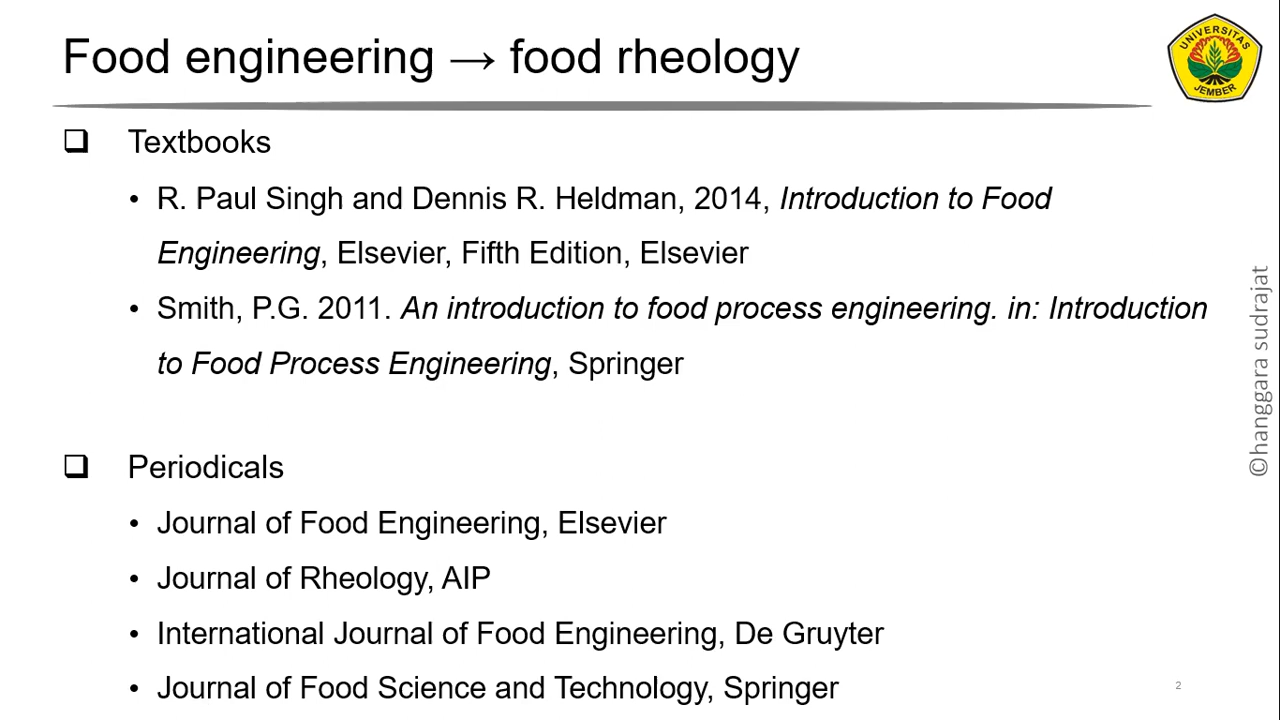 Food engineering → food rheology
UNIVERSITAS
JEMBER
❑ Textbooks
• R. Paul Singh and Dennis R. Heldman, 2014, Introduction to Food
Engineering, Elsevier, Fifth Edition, Elsevier
• Smith, P.G. 2011. An introduction to food process engineering. in: Introduction
to Food Process Engineering, Springer
❑ Periodicals
• Journal of Food Engineering, Elsevier
• Journal of Rheology, AIP
• International Journal of Food Engineering, De Gruyter
• Journal of Food Science and Technology, Springer
©hanggara sudrajat
2